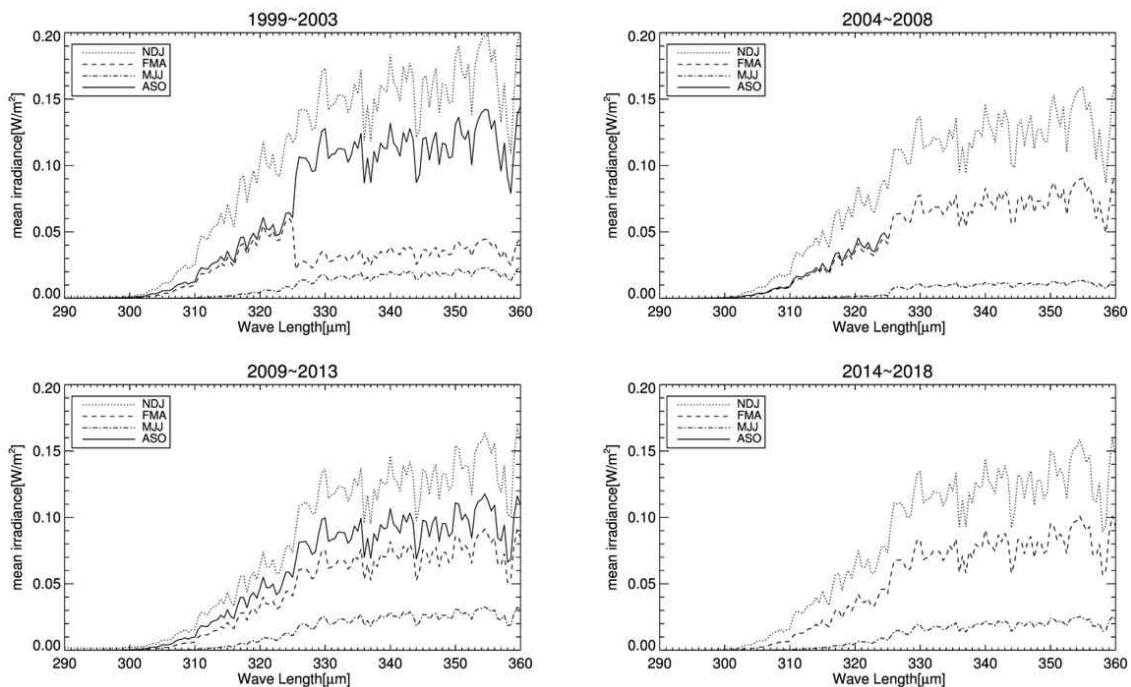 1999~2003
0.20
0.15
0.10
0.05
0.00
mean irradiance[W/m²]
NDJ
FMA
MJJ
ASO
290 300 310 320 330 340 350 360
Wave Length[μm]
2004~2008
0.20
0.15
0.10
0.05
0.00
mean irradiance[W/m²]
NDJ
FMA
MJJ
ASO
290 300 310 320 330 340 350 360
Wave Length[μm]
2009~2013
0.20
0.15
0.10
0.05
0.00
mean irradiance[W/m²]
NDJ
FMA
MJJ
ASO
290 300 310 320 330 340 350 360
Wave Length[μm]
2014~2018
0.20
0.15
0.10
0.05
0.00
mean irradiance[W/m²]
NDJ
FMA
MJJ
ASO
290 300 310 320 330 340 350 360
Wave Length[μm]